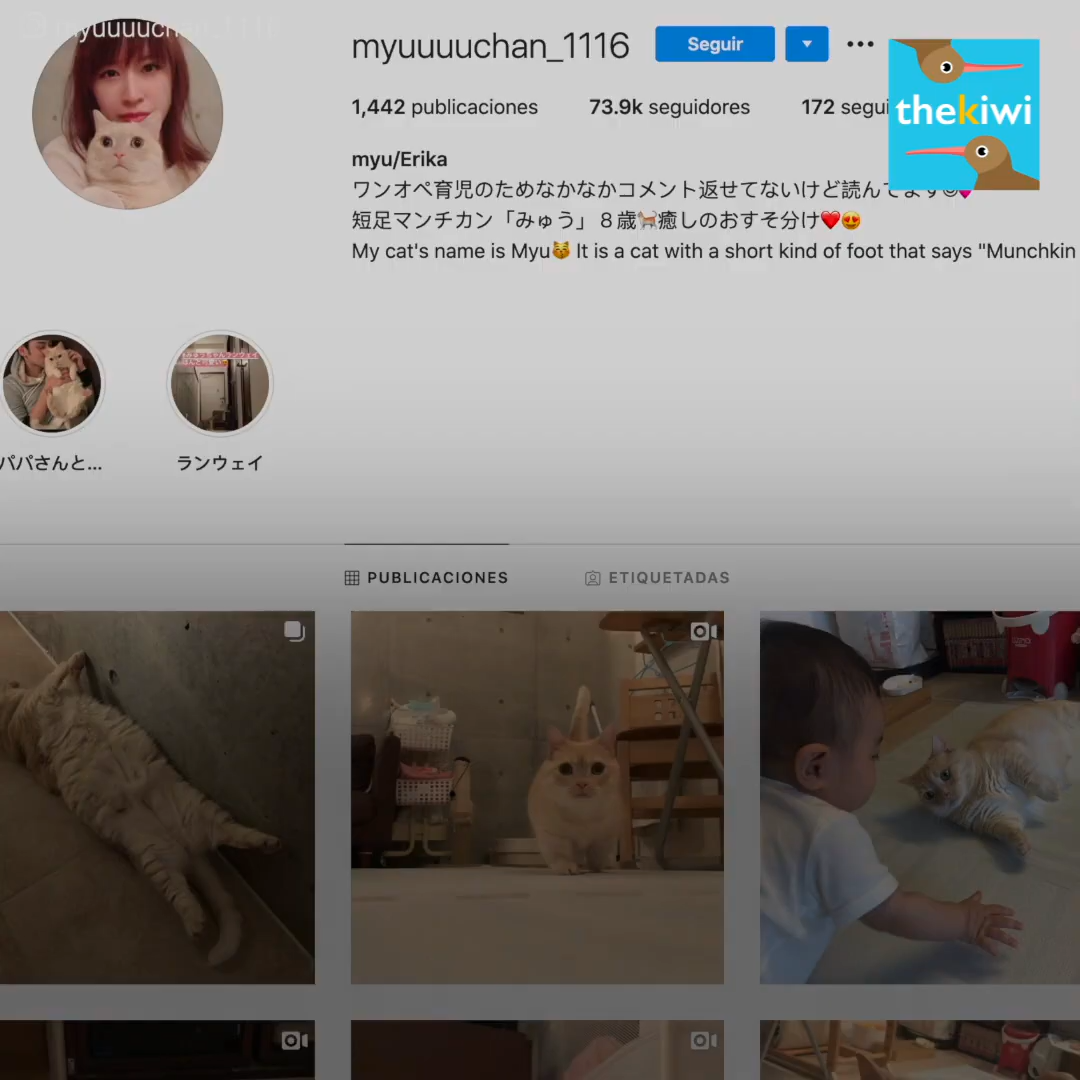 myuuuuchan_1116
myuuuuchan_1116 Seguir
1,442 publicaciones 73.9k seguidores 172 segui
thekiwi
myu/Erika
ワンオペ育児のためなかなかコメント返せてないけど読んでます☺💕
短足マンチカン「みゅう」８歳🐈癒しのおすそ分け❤️😍
My cat's name is Myu😽 It is a cat with a short kind of foot that says "Munchkin
パパさんと... ランウェイ
PUBLICACIONES ETIQUETADAS